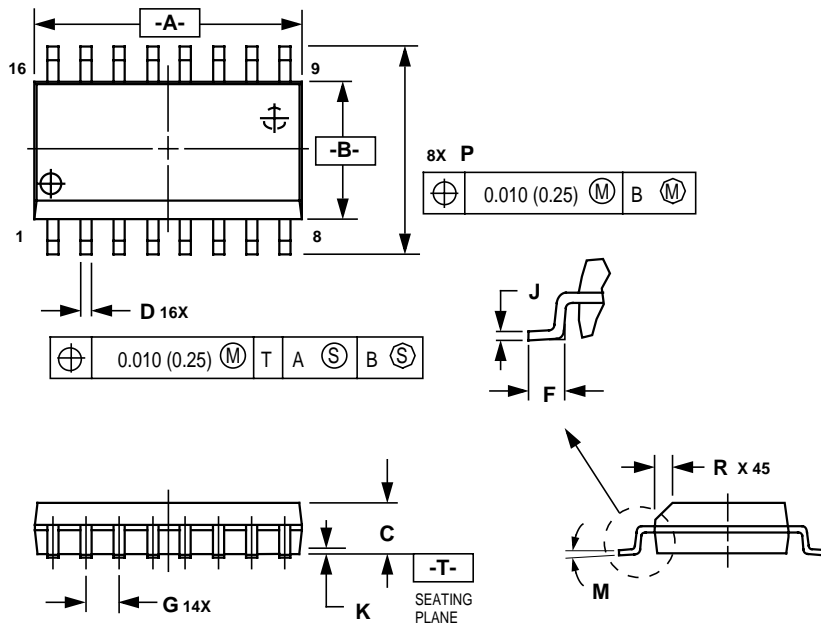 -A-
16
9
-B-
8X P
0.010 (0.25) M B M
1
8
J
D 16X
0.010 (0.25) M T A S B S
F
R X 45
C
-T-
M
G 14X
K
SEATING
PLANE